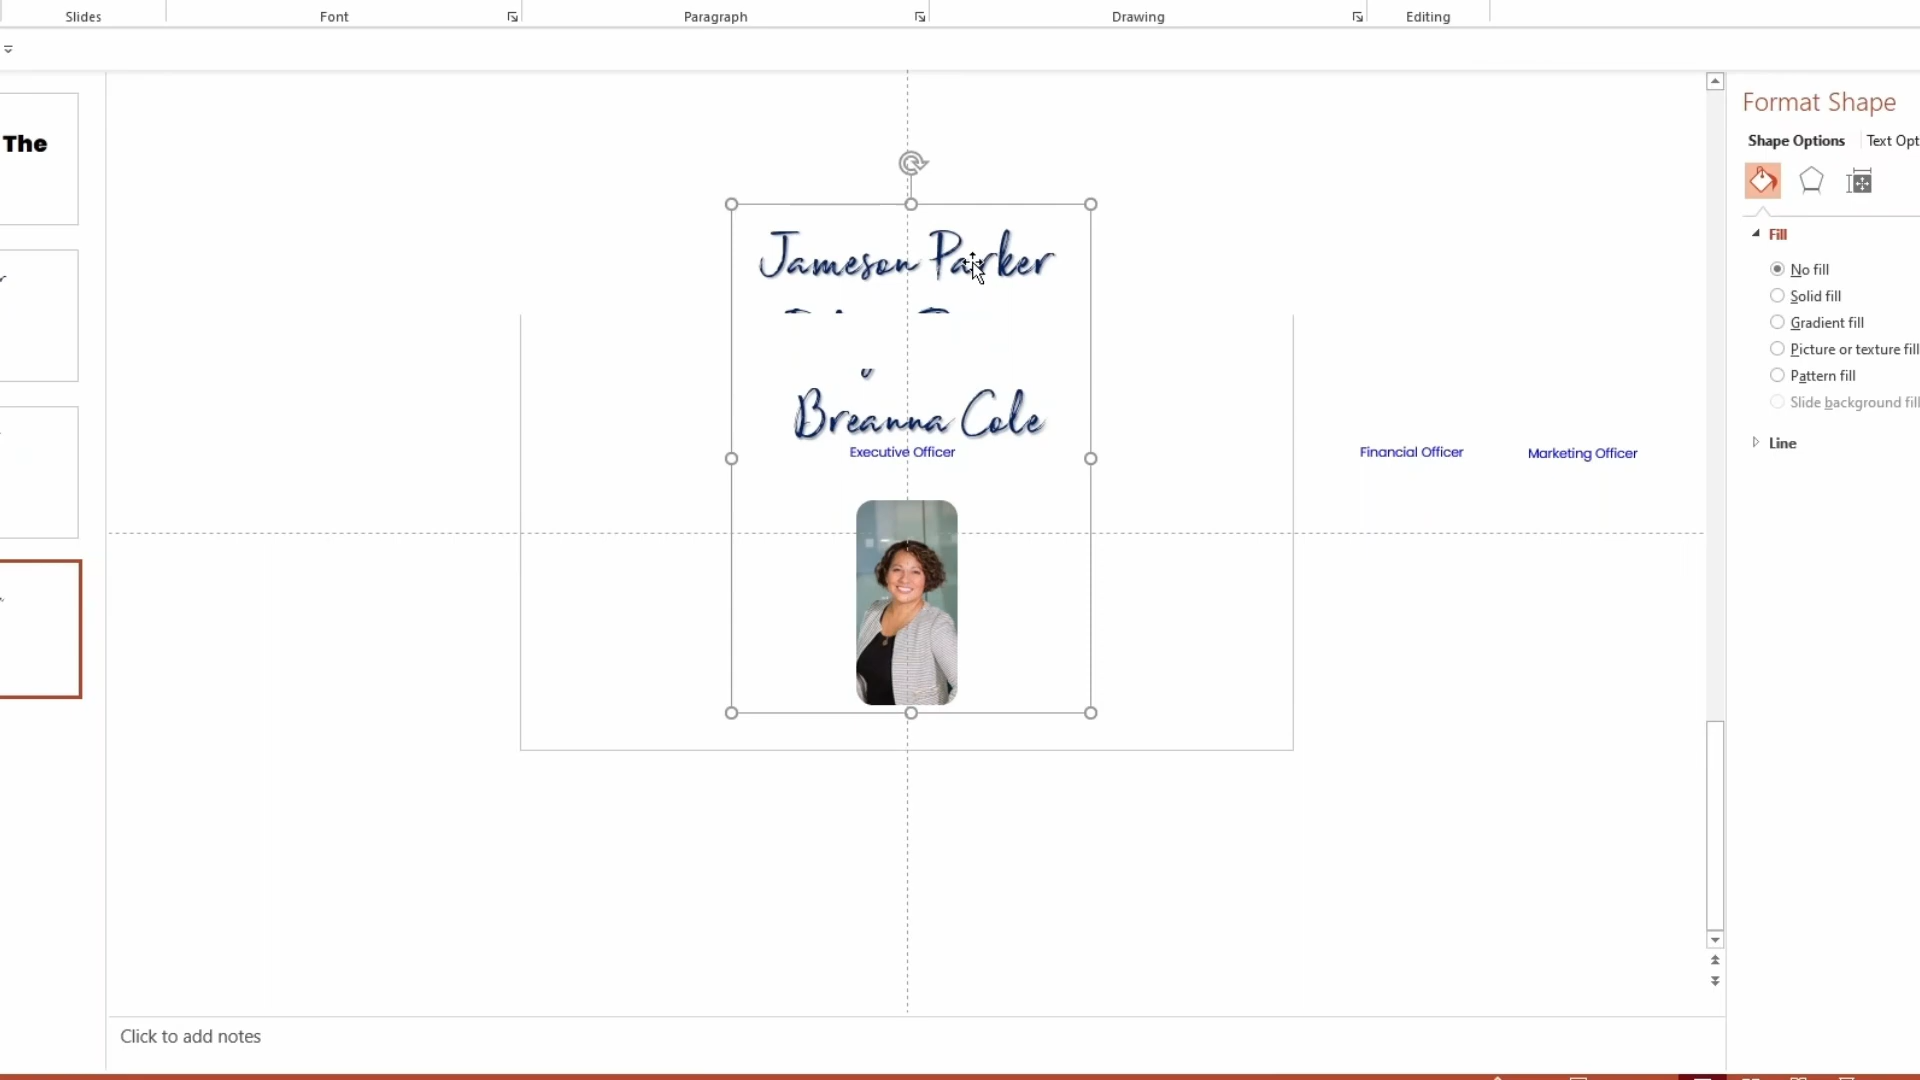 Slides
Font
Paragraph
Drawing
Editing
The
Format Shape
Shape Options
Text Opt
Fill
No fill
Solid fill
Gradient fill
Picture or texture fill
Pattern fill
Slide background fill
Line
Jameson Parker
Breanna Cole
Executive Officer
Financial Officer
Marketing Officer
Click to add notes